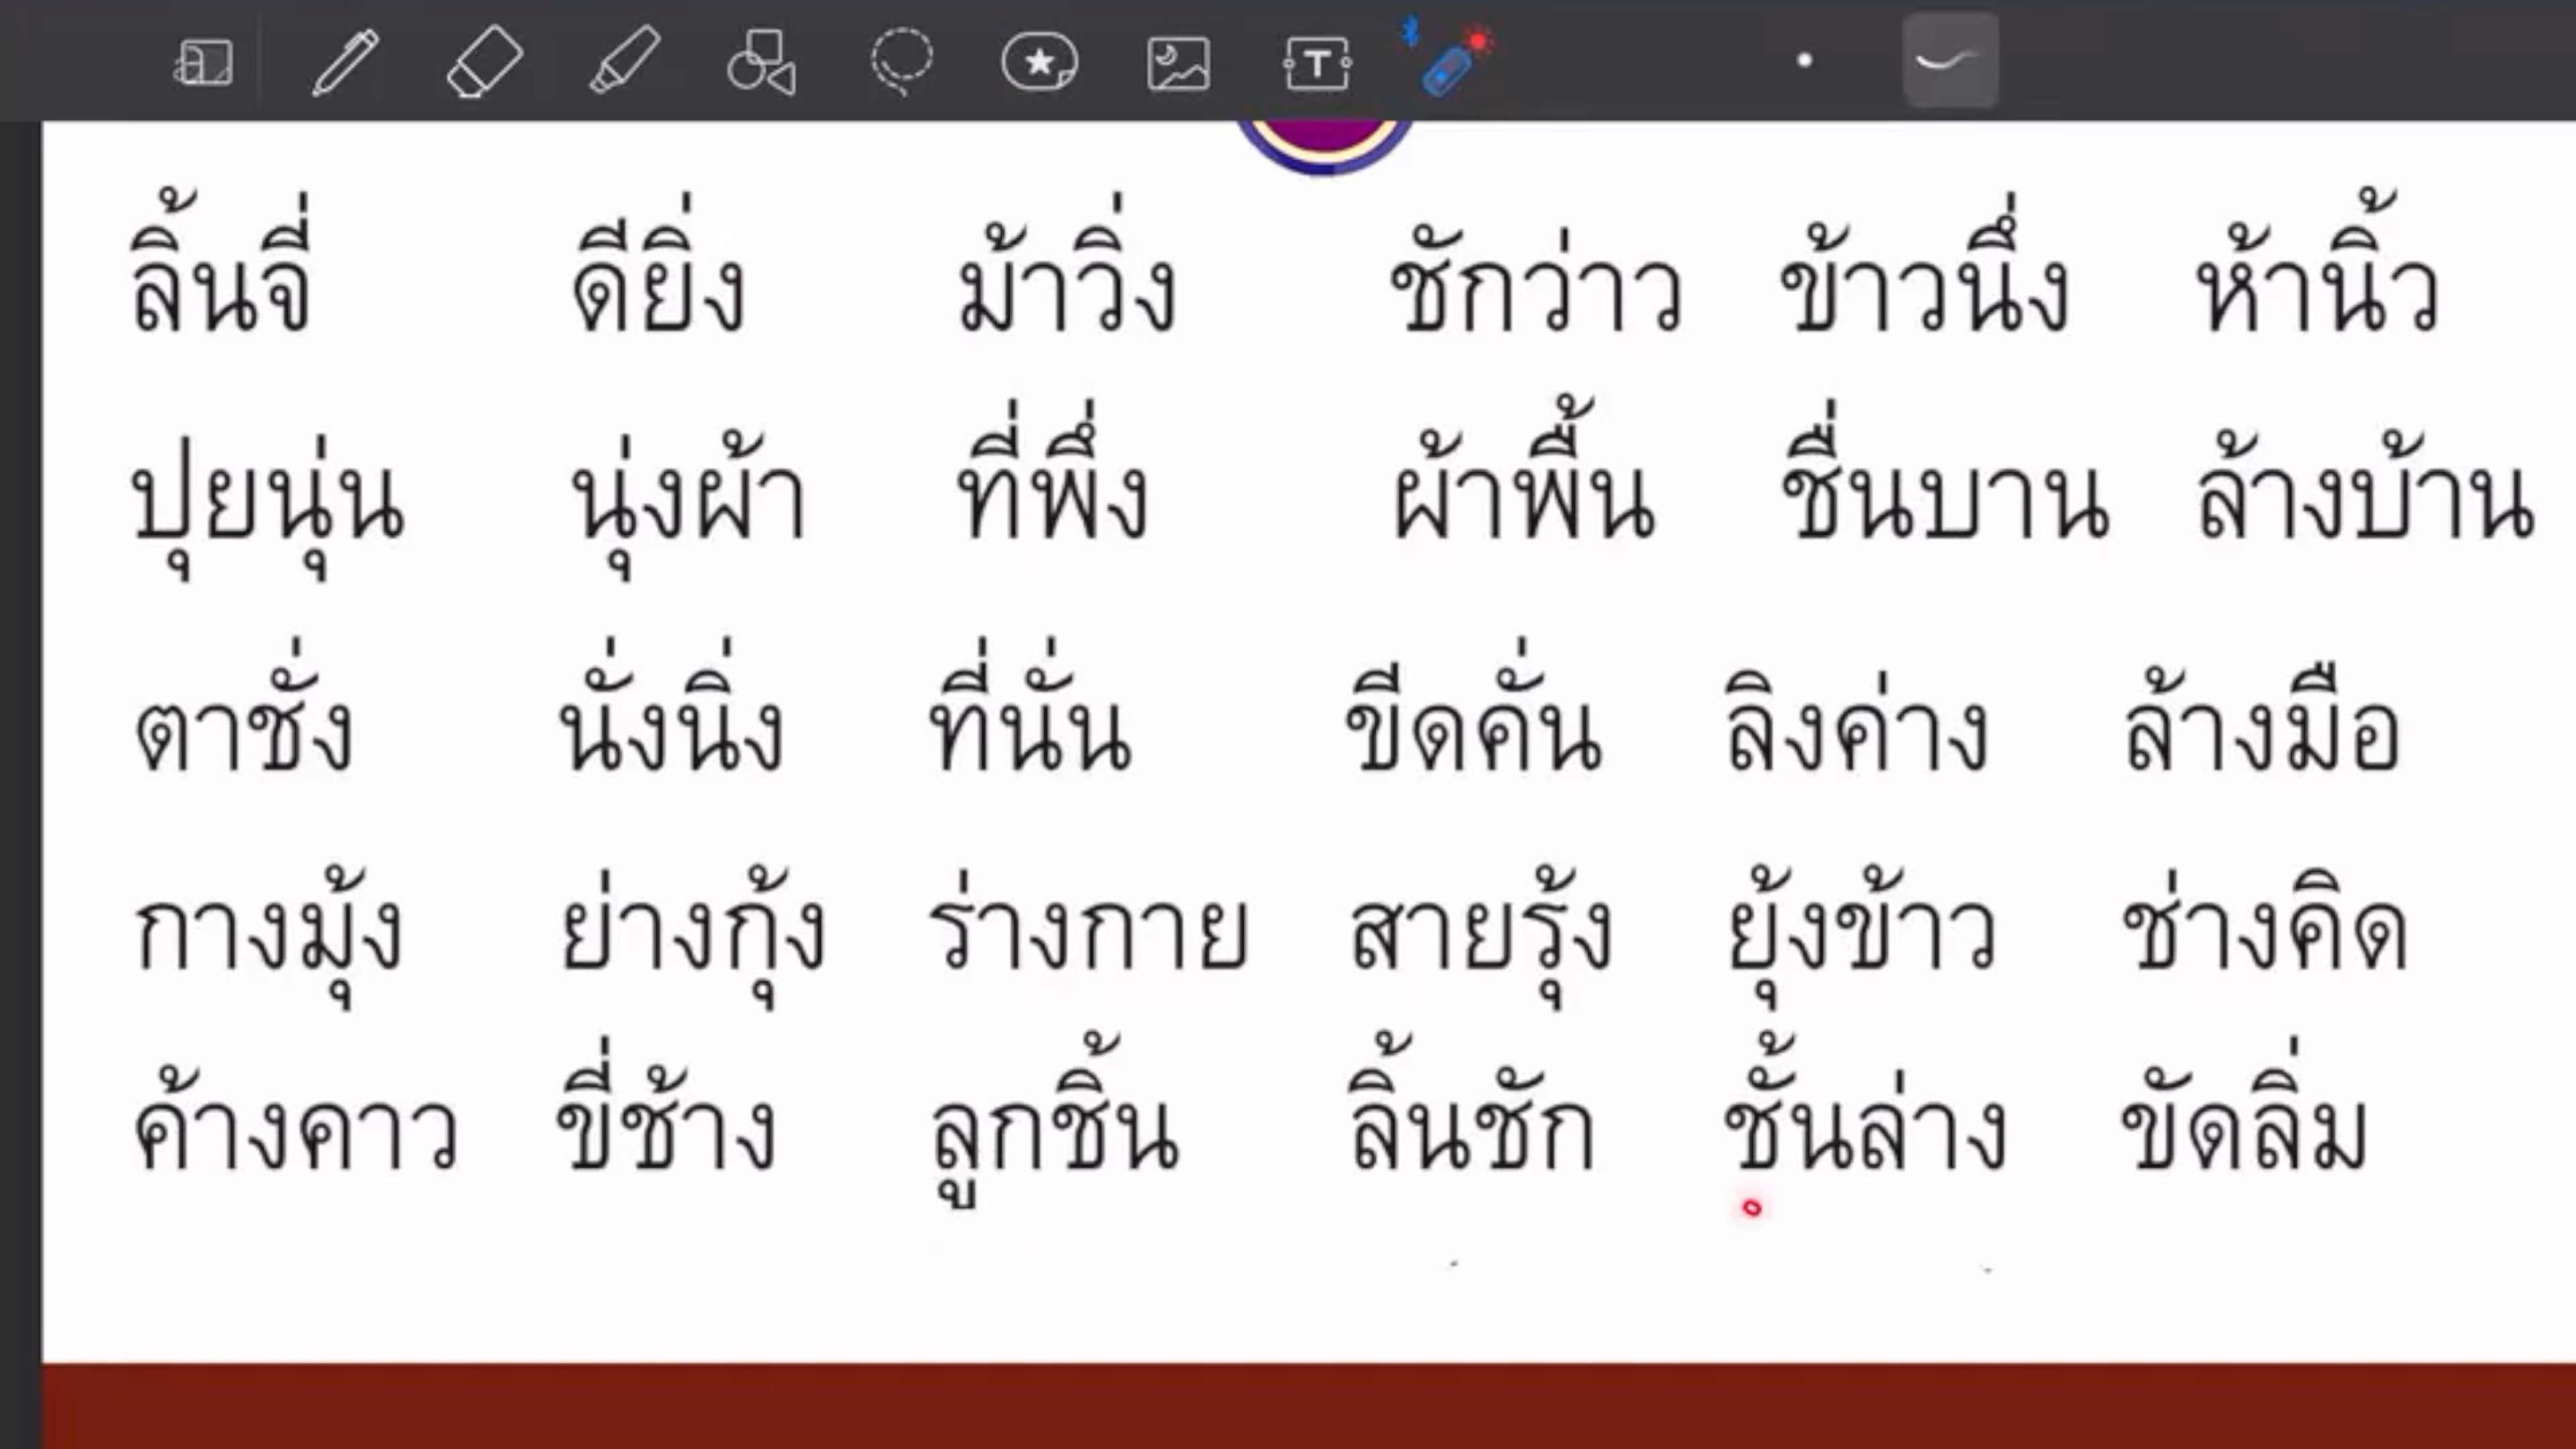 ลิ้นจี่ ดียิ่ง ม้าวิ่ง ชักว่าว ข้าวนึ่ง ห้านิ้ว
ปุยนุ่น นุ่งผ้า ที่พึ่ง ผ้าพื้น ชื่นบาน ล้างบ้าน
ตาชั่ง นั่งนิ่ง ที่นั่น ขีดคั่น ลิงค่าง ล้างมือ
กางมุ้ง ย่างกุ้ง ร่างกาย สายรุ้ง ยุ้งข้าว ช่างคิด
ค้างคาว ขี่ช้าง ลูกชิ้น ลิ้นชัก ชั้นล่าง ขัดลิ่ม